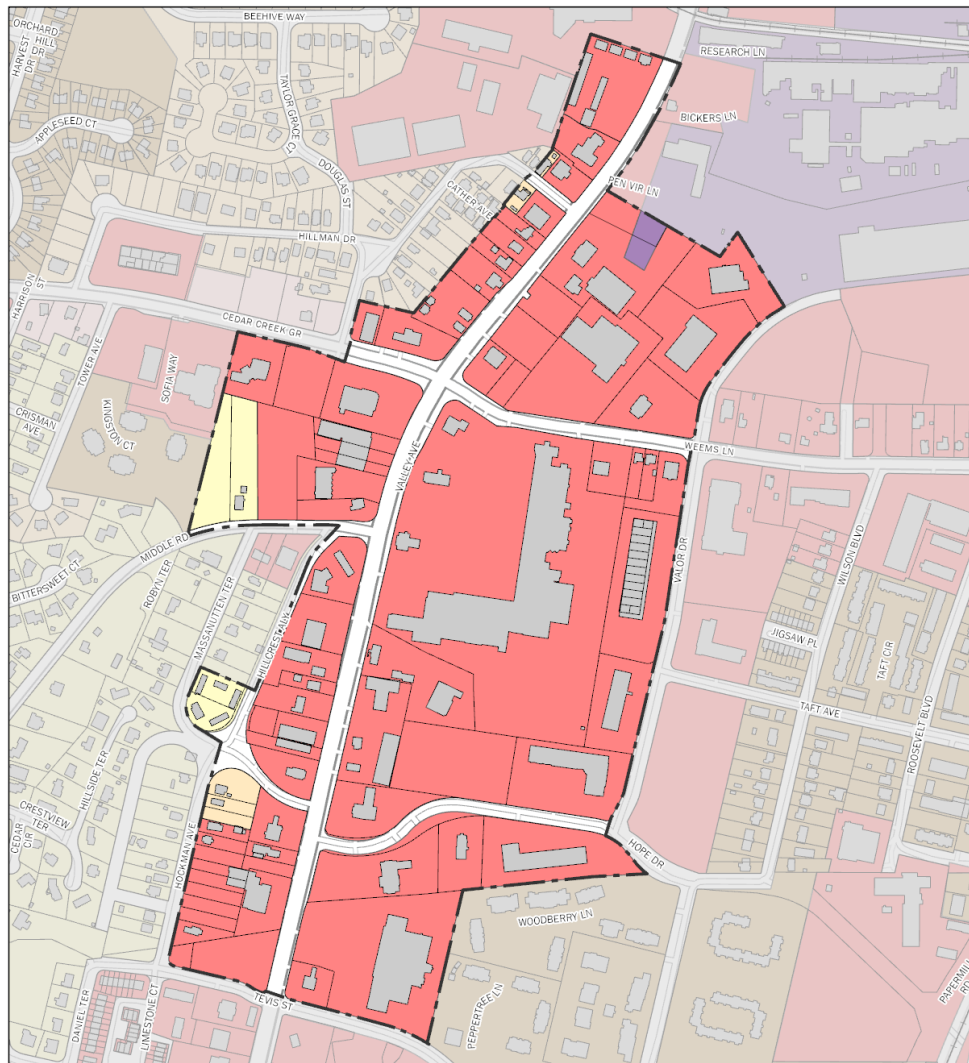 BEEHIVE WAY
ORCHARD
HILL
DR
HARVEST
DR
RESEARCH LN
TAYLOR GRACE CT
APPLESEED CT
BICKERS LN
DOUGLAS ST
CATHER AVE
PEN VIR LN
HILLMAN DR
HARRISON
ST
CEDAR CREEK GR
TOWER AVE
SOFIA WAY
CRISMAN
AVE
KINGSTON CT
VALLEY AVE
WEEMS LN
MIDDLE RD
BITTERSWEET CT
ROBYN TER
MASSANUTTEN TER
HILLCREST ALY
VALOR DR
WILSON BLVD
JIGSAW PL
TAFT CIR
TAFT AVE
ROOSEVELT BLVD
HILLSIDE TER
CRESTVIEW
TER
CEDAR
CIR
HOCKMAN AVE
HOPE DR
WOODBERRY LN
PEPPERTREE LN
TEVIS ST
DANIEL TER
LIMESTONE CT
PAPERMILL
RD